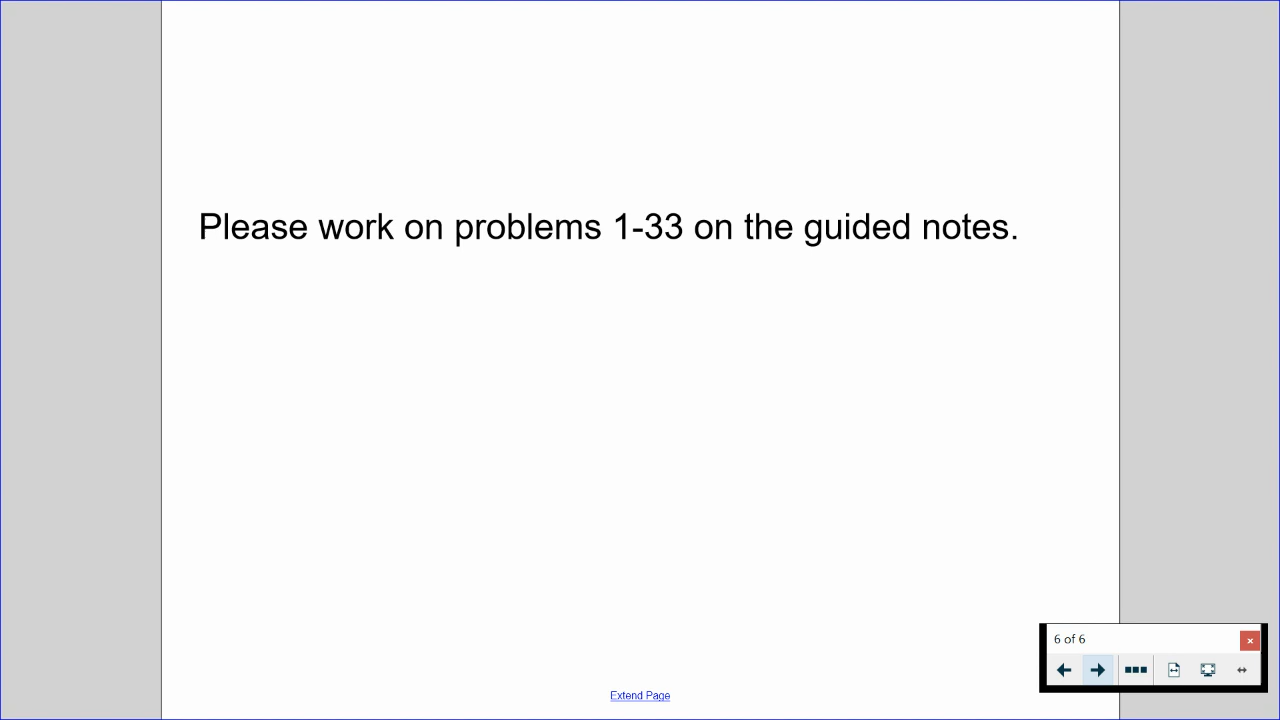 Please work on problems 1-33 on the guided notes.
6 of 6
Extend Page